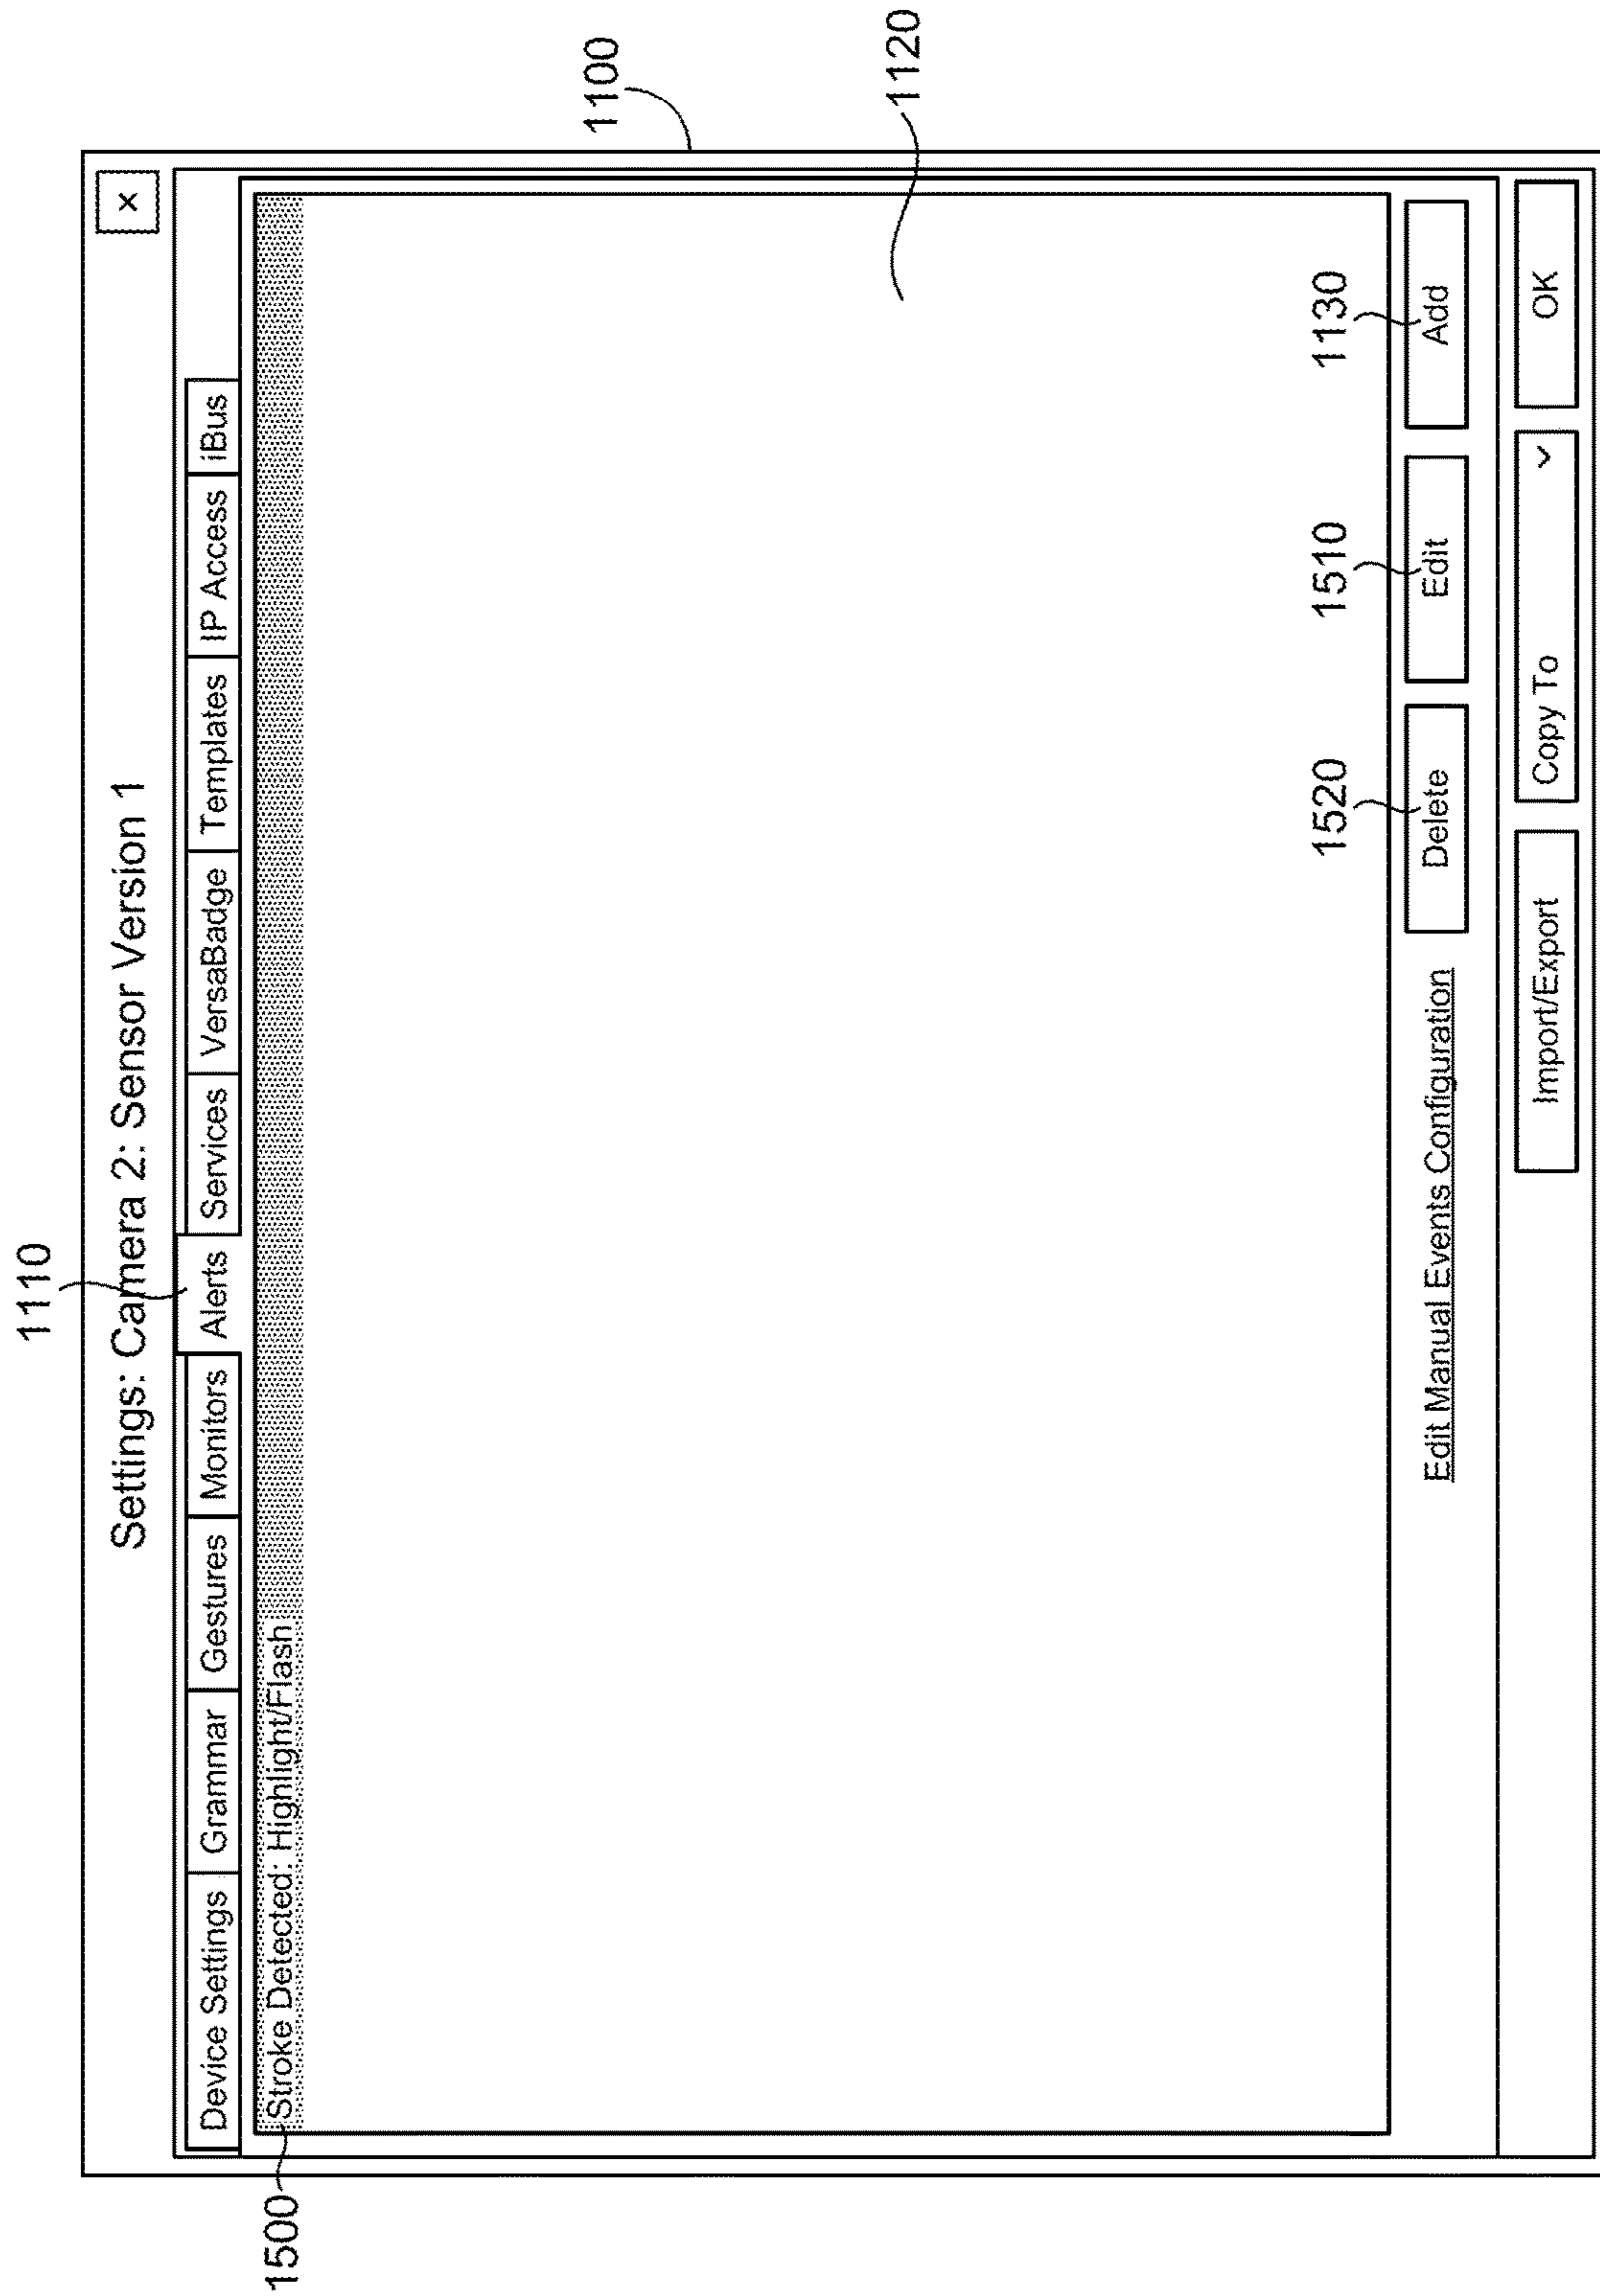 1110
Settings: Camera 2: Sensor Version 1
×
1100
Device Settings Grammar Gestures Monitors Alerts Services VersaBadge Templates IP Access iBus
1500
Stroke Detected: Highlight/Flash
1120
1520 1510 1130
Edit Manual Events Configuration Delete Edit Add
Import/Export Copy To OK